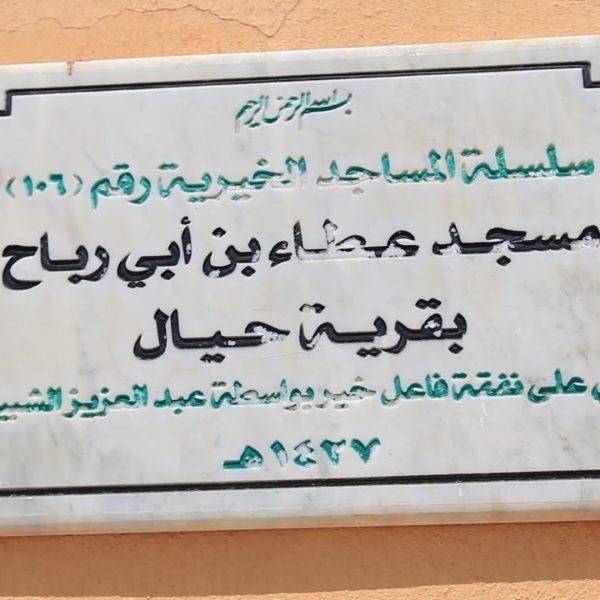 بسم الله الرحمن الرحيم
سلسلة المساجد الخيرية رقم (١٠٦)
مسجد عطاء بن أبي رباح
بقرية حيال
على نفقة فاعل خير بواسطة عبد العزيز
١٤٣٧هـ